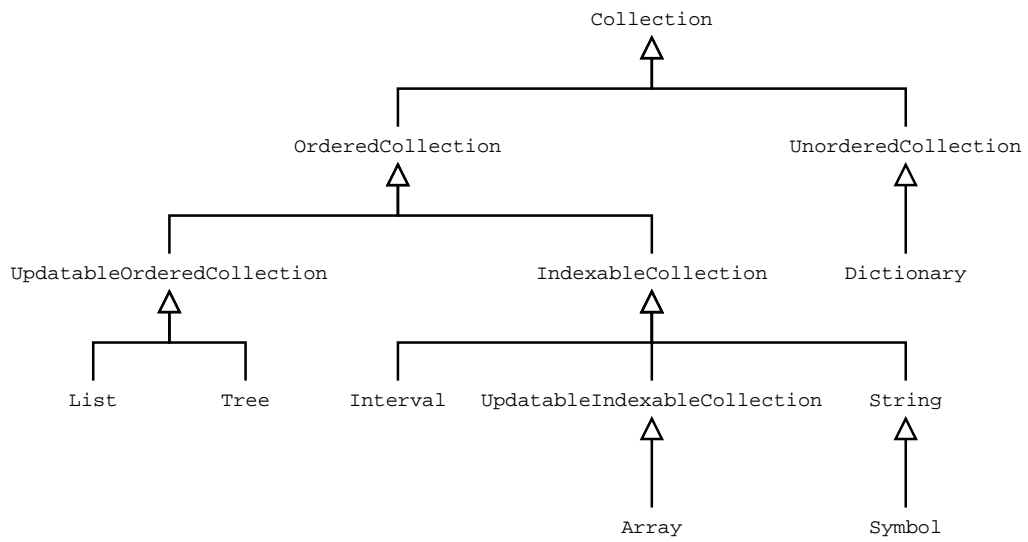 Collection
OrderedCollection
UnorderedCollection
UpdatableOrderedCollection
IndexableCollection
Dictionary
List
Tree
Interval
UpdatableIndexableCollection
String
Array
Symbol